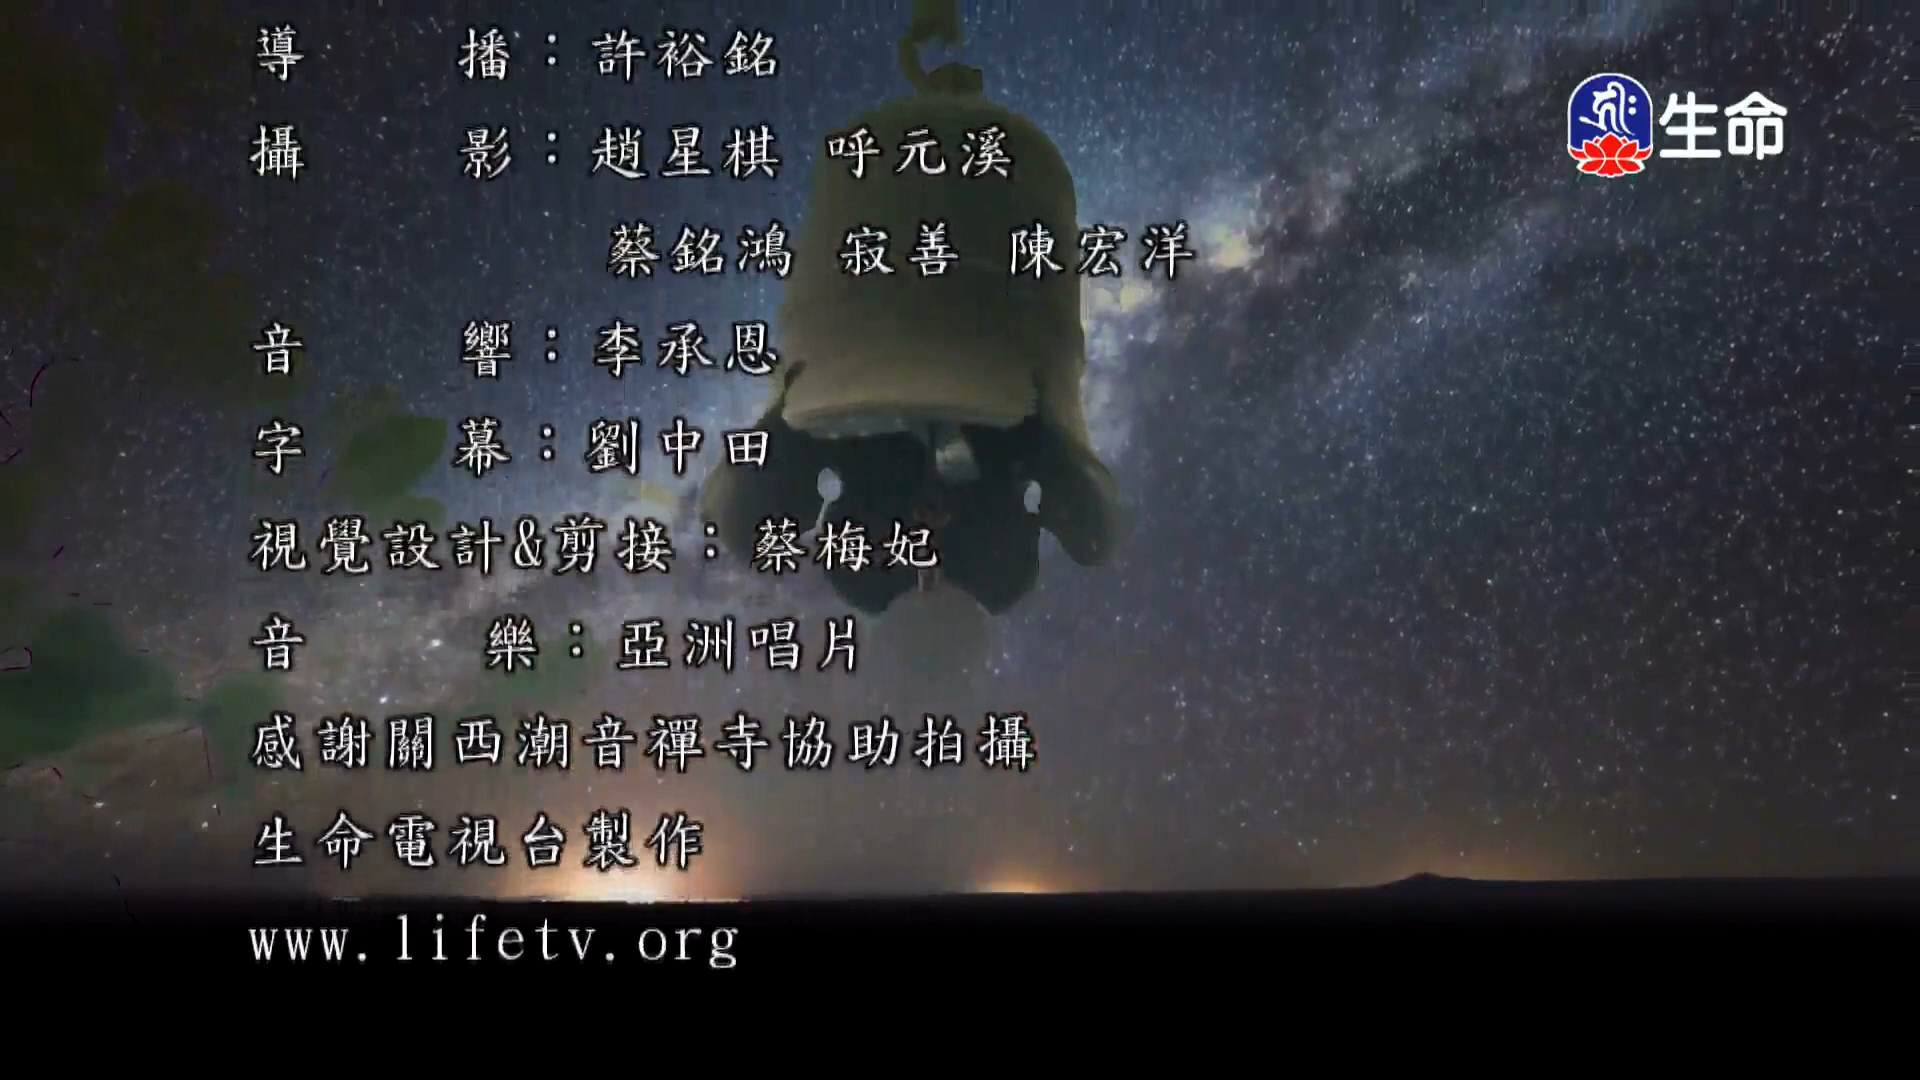 導播：許裕銘
生命
攝影：趙星棋 呼元溪
蔡銘鴻 寂善 陳宏洋
音響：李承恩
字幕：劉中田
視覺設計&剪接：蔡梅妃
音樂：亞洲唱片
感謝關西潮音禪寺協助拍攝
生命電視台製作
www.lifetv.org